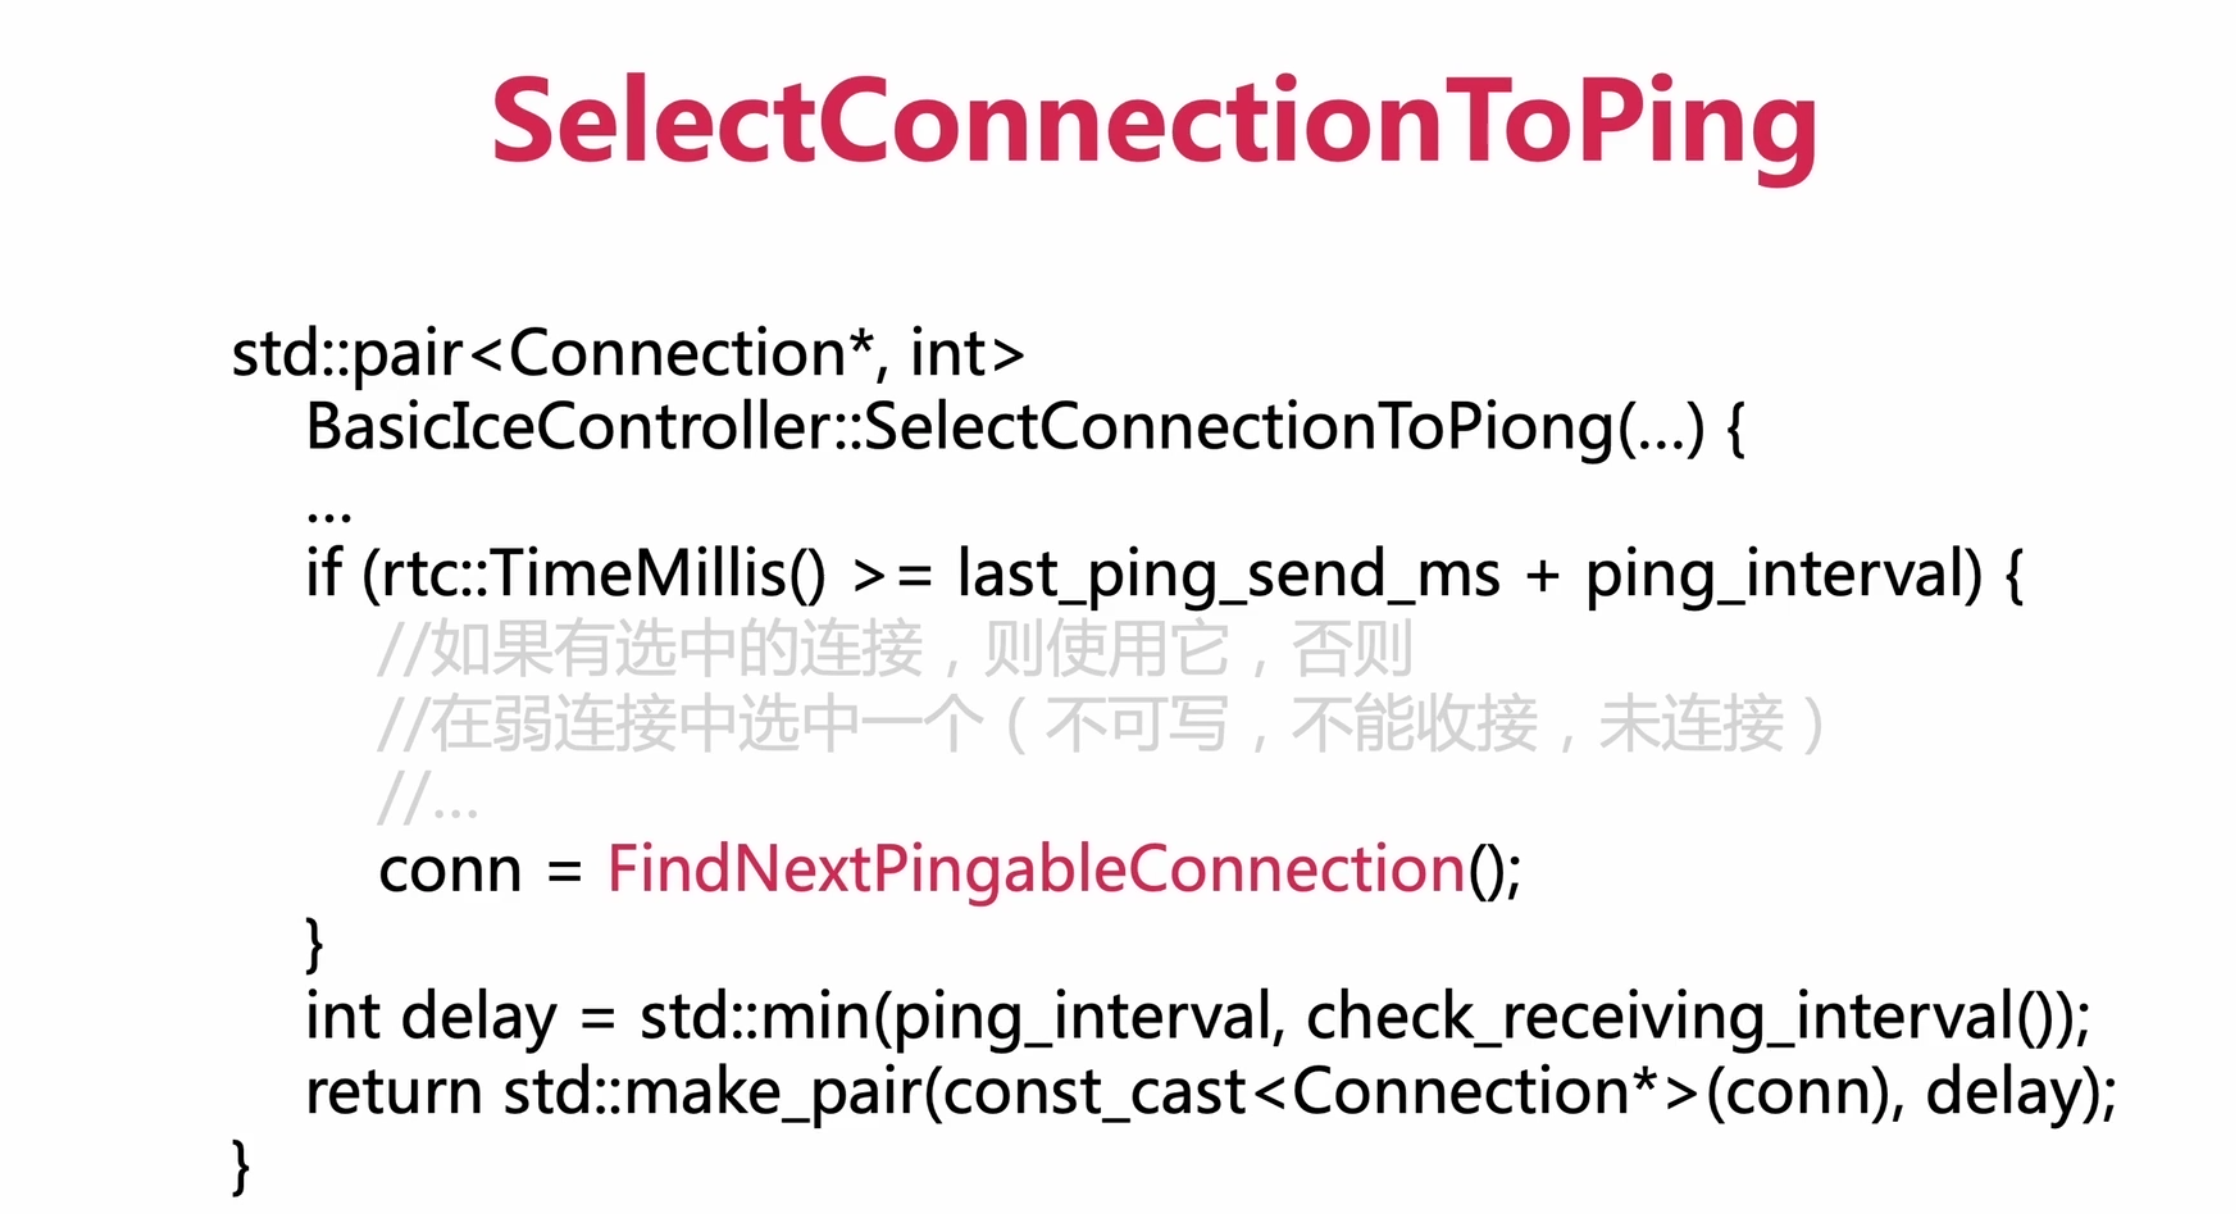 SelectConnectionToPing
std::pair<Connection*, int>
BasicIceController::SelectConnectionToPiong(...) {
...
if (rtc::TimeMillis() >= last_ping_send_ms + ping_interval) {
//如果有选中的连接，则使用它，否则
//在弱连接中选中一个（不可写，不能收接，未连接）
//...
conn = FindNextPingableConnection();
}
int delay = std::min(ping_interval, check_receiving_interval());
return std::make_pair(const_cast<Connection*>(conn), delay);
}